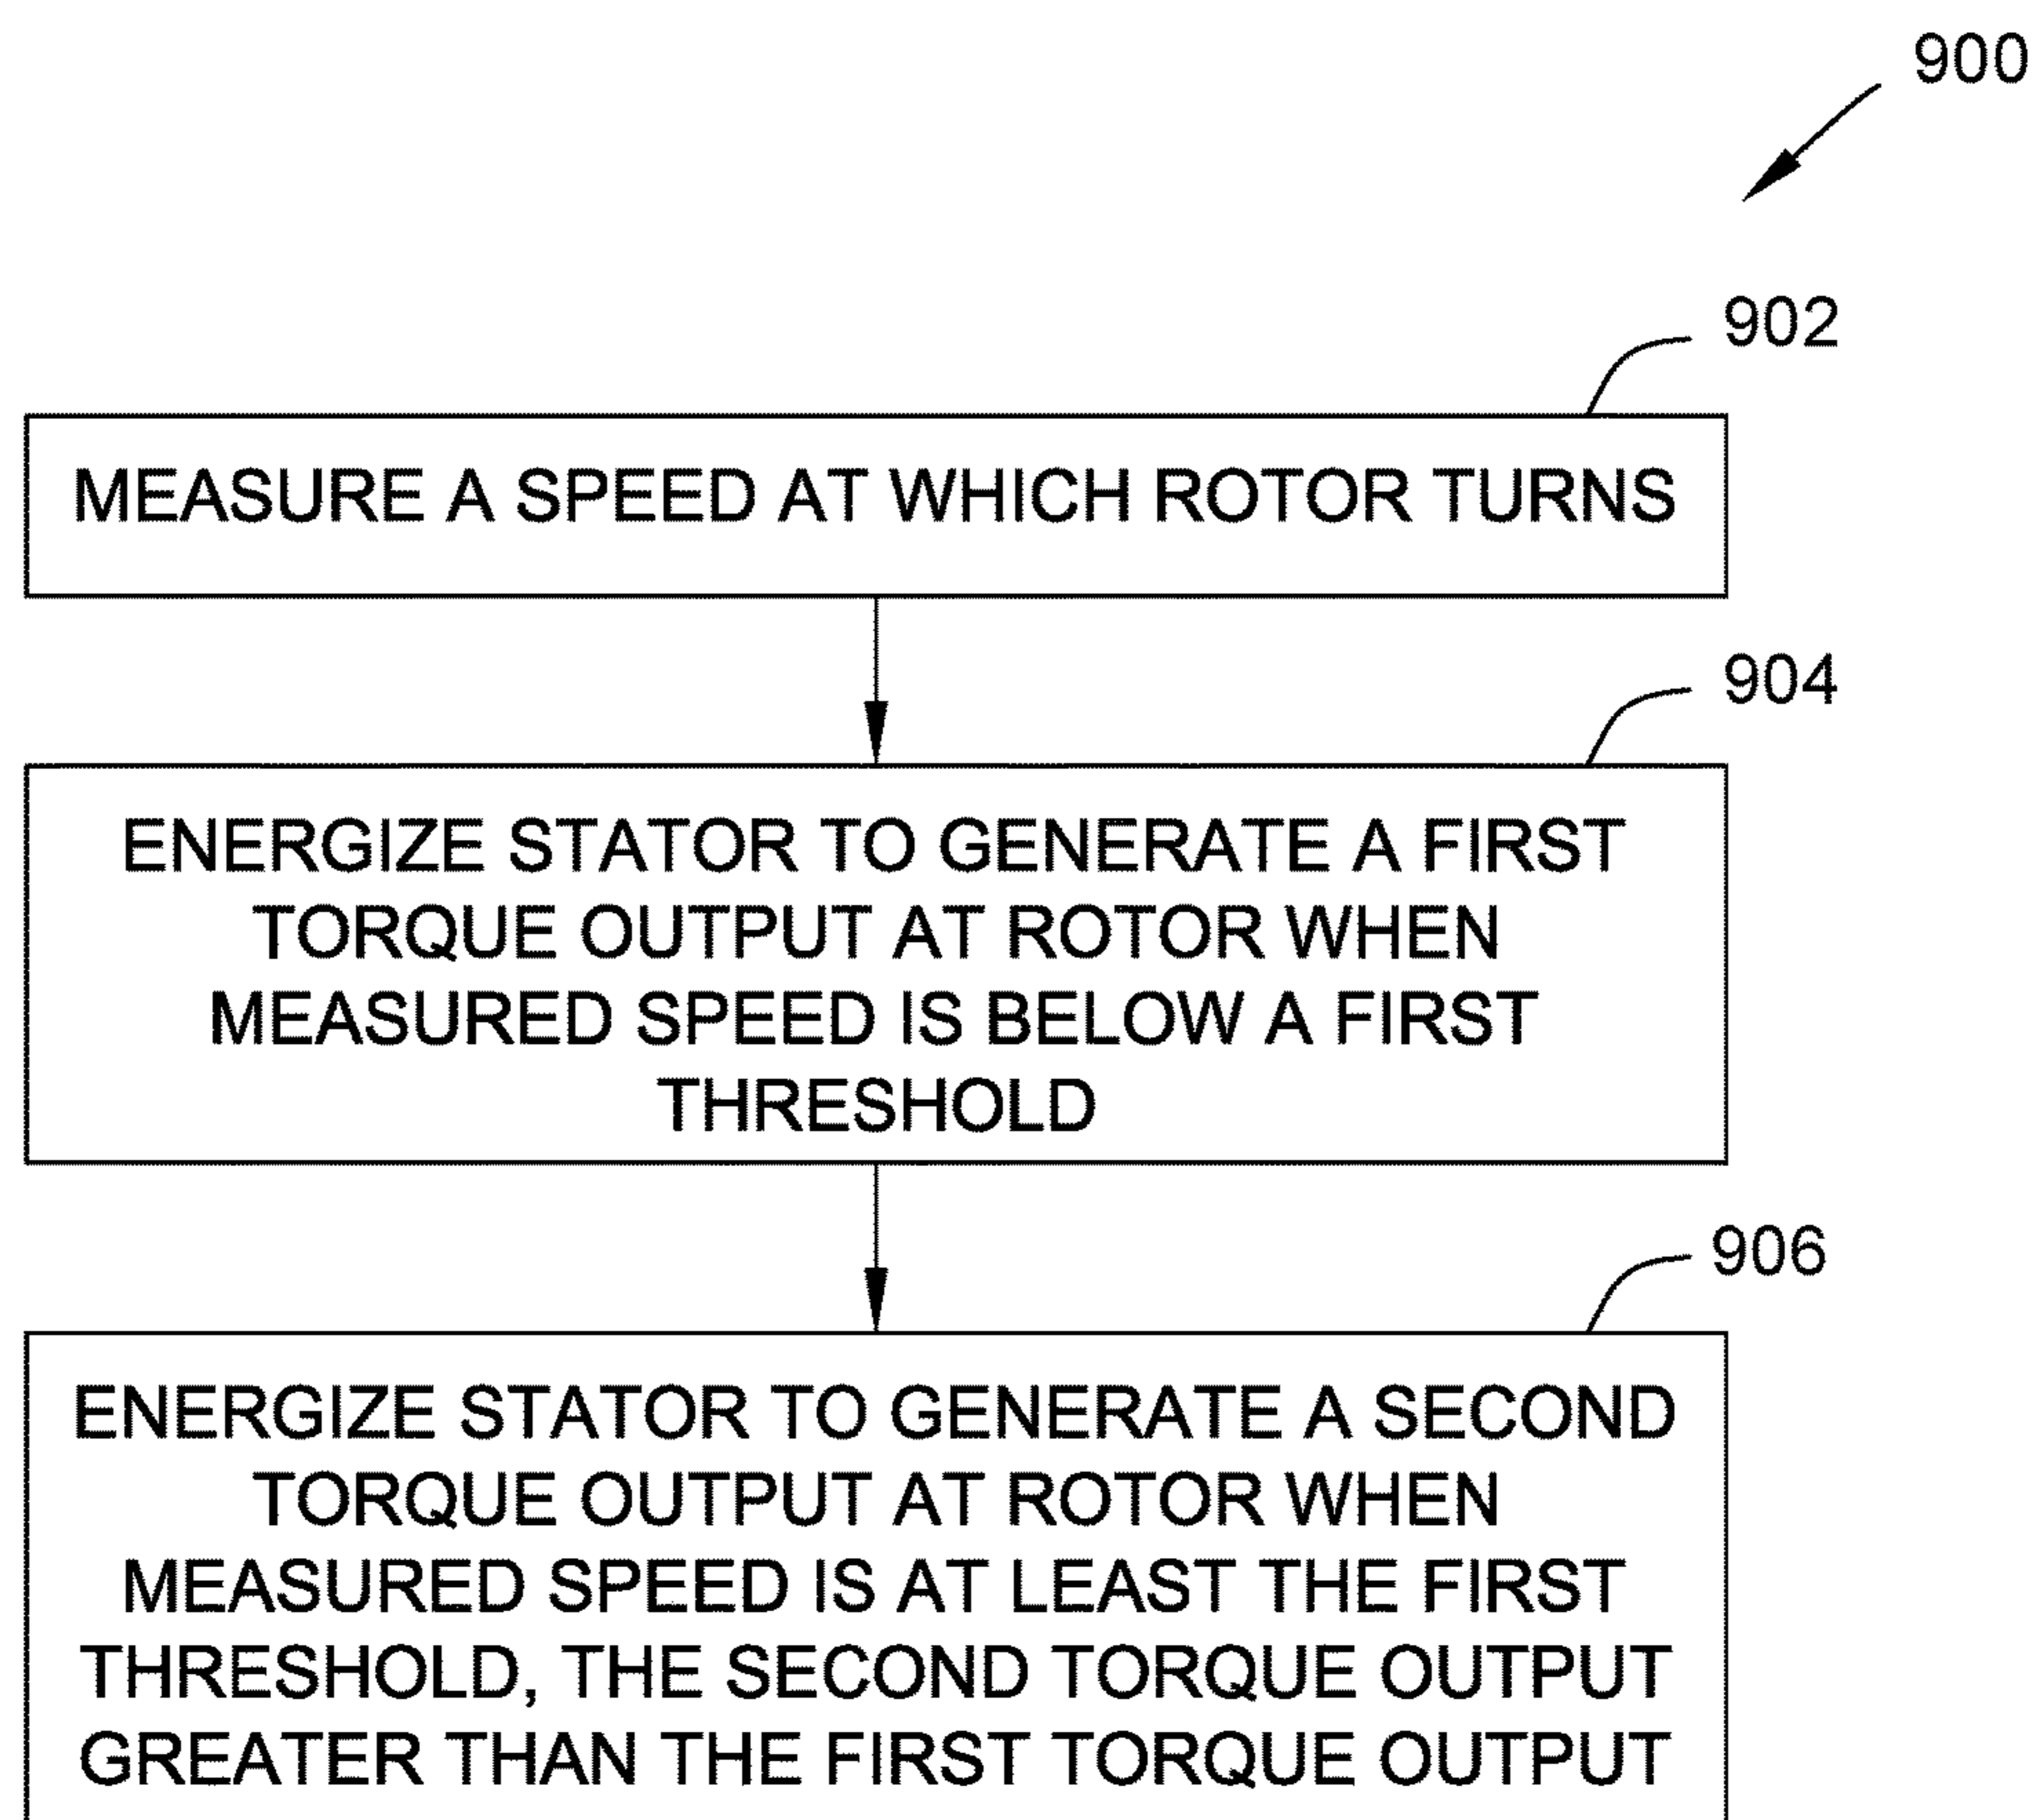 900
902
MEASURE A SPEED AT WHICH ROTOR TURNS
904
ENERGIZE STATOR TO GENERATE A FIRST
TORQUE OUTPUT AT ROTOR WHEN
MEASURED SPEED IS BELOW A FIRST
THRESHOLD
906
ENERGIZE STATOR TO GENERATE A SECOND
TORQUE OUTPUT AT ROTOR WHEN
MEASURED SPEED IS AT LEAST THE FIRST
THRESHOLD, THE SECOND TORQUE OUTPUT
GREATER THAN THE FIRST TORQUE OUTPUT